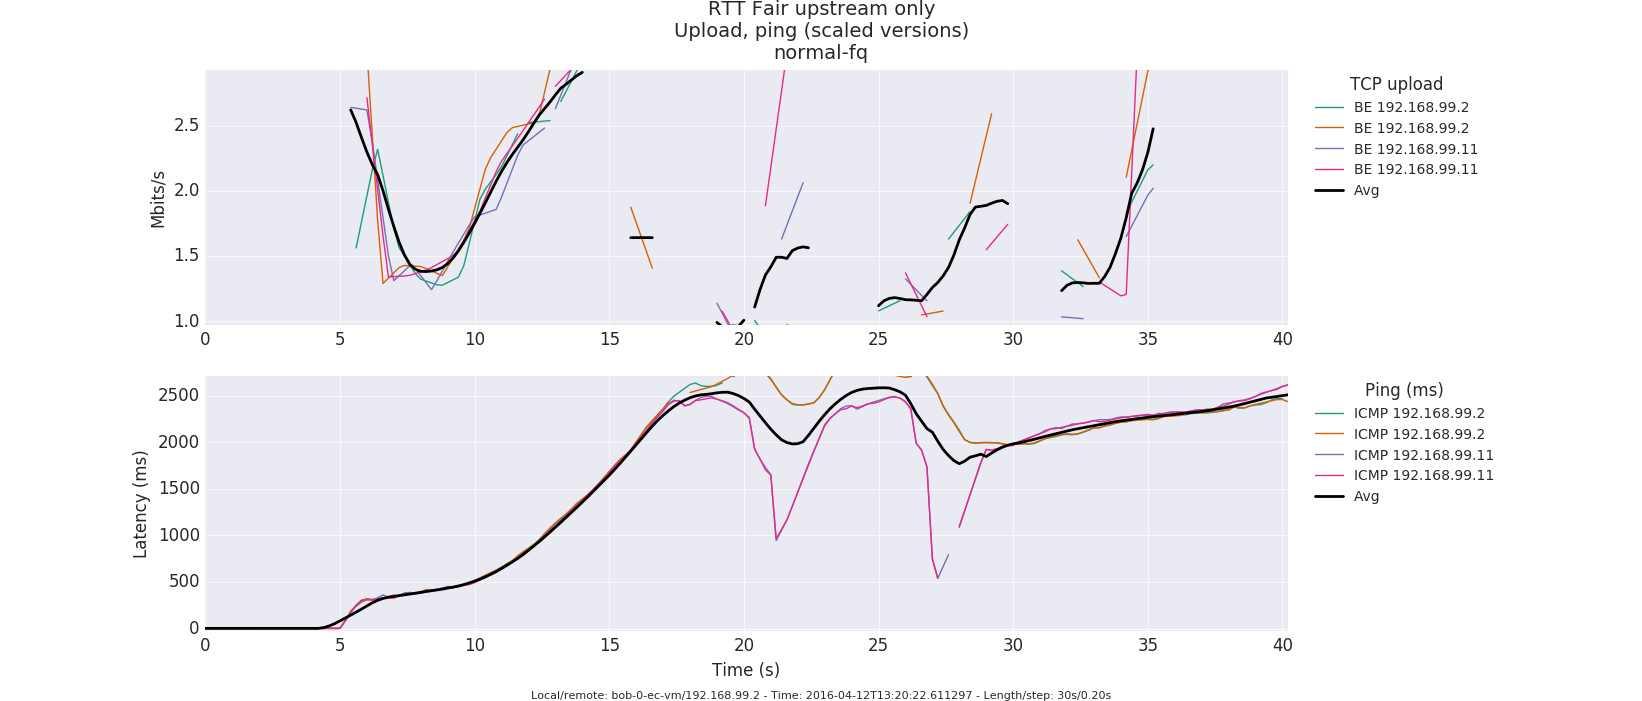 RTT Fair upstream only
Upload, ping (scaled versions)
normal-fq
TCP upload
BE 192.168.99.2
BE 192.168.99.2
BE 192.168.99.11
BE 192.168.99.11
Avg
Mbits/s
2.5
2.0
1.5
1.0
0 5 10 15 20 25 30 35 40
Ping (ms)
ICMP 192.168.99.2
ICMP 192.168.99.2
ICMP 192.168.99.11
ICMP 192.168.99.11
Avg
Latency (ms)
2500
2000
1500
1000
500
0
0 5 10 15 20 25 30 35 40
Time (s)
Local/remote: bob-0-ec-vm/192.168.99.2 - Time: 2016-04-12T13:20:22.611297 - Length/step: 30s/0.20s